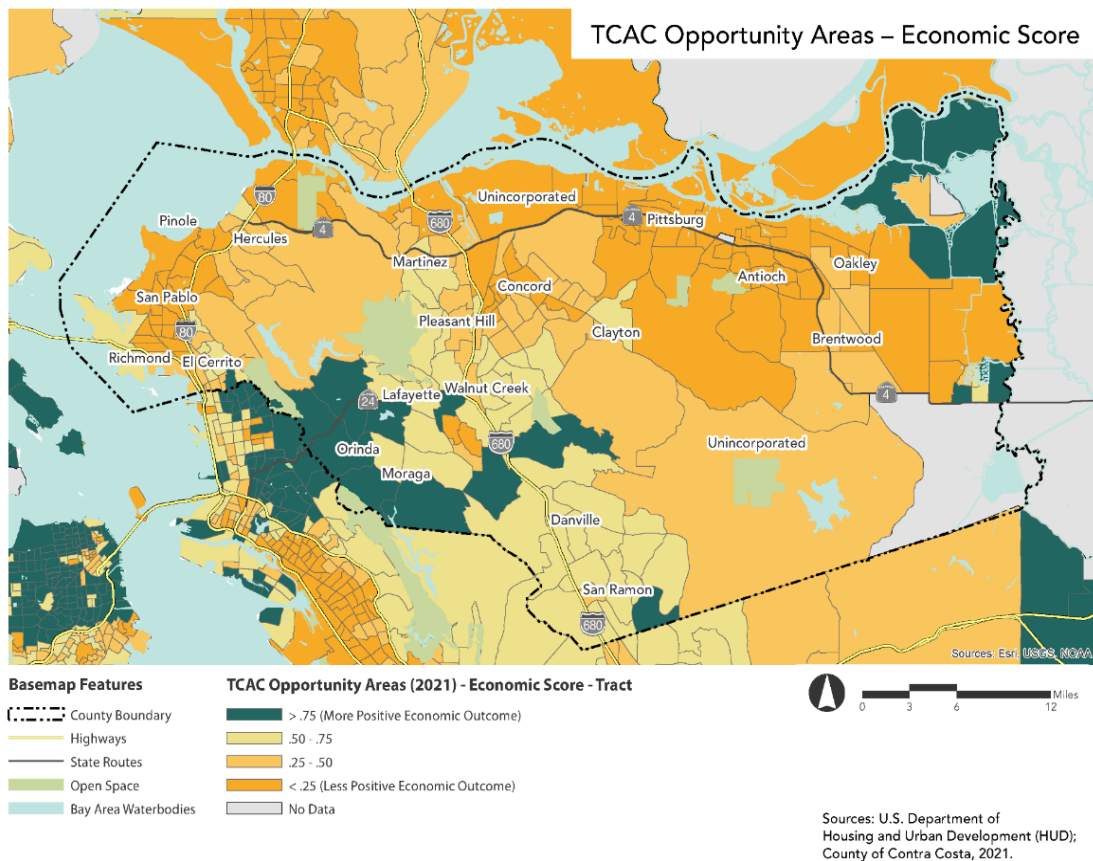 TCAC Opportunity Areas – Economic Score
80
Unincorporated
Pinole
680
4
Pittsburg
Hercules
4
Martinez
Oakley
Antioch
Concord
San Pablo
Pleasant Hill
Clayton
80
Brentwood
Richmond
El Cerrito
Walnut Creek
Lafayette
24
4
680
Unincorporated
Orinda
Moraga
Danville
San Ramon
680
Sources: Esri, USGS, NOAA
Basemap Features
County Boundary
Highways
State Routes
Open Space
Bay Area Waterbodies
TCAC Opportunity Areas (2021) - Economic Score - Tract
> .75 (More Positive Economic Outcome)
.50 - .75
.25 - .50
< .25 (Less Positive Economic Outcome)
No Data
Miles
0 3 6 12
Sources: U.S. Department of
Housing and Urban Development (HUD);
County of Contra Costa, 2021.